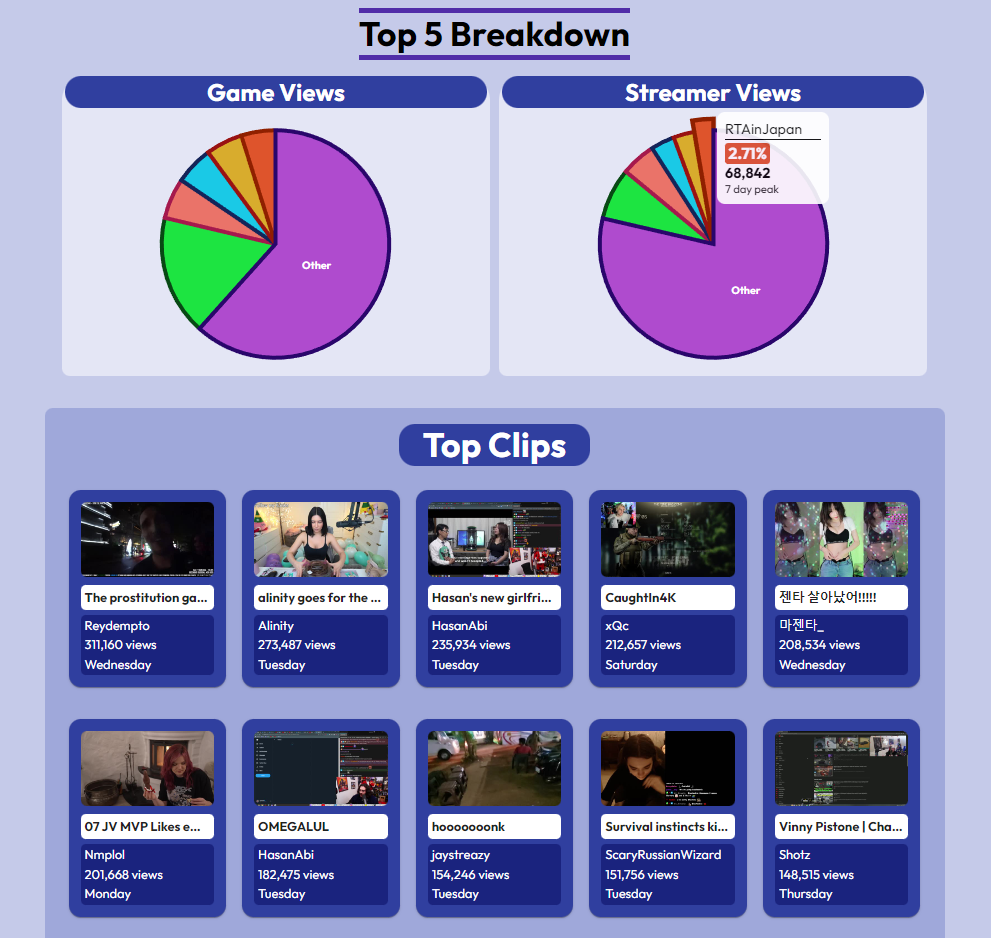 Top 5 Breakdown
Game Views
Streamer Views
Other
RTAinJapan
2.71%
68,842
7 day peak
Other
Top Clips
The prostitution ga...
alinity goes for the ...
Hasan's new girlfri...
CaughtIn4K
젠타 살아났어!!!!!
Reydempto
Alinity
HasanAbi
xQc
마젠타_
311,160 views
273,487 views
235,934 views
212,657 views
208,534 views
Wednesday
Tuesday
Tuesday
Saturday
Wednesday
07 JV MVP Likes e...
OMEGALUL
hooooooonk
Survival instincts ki...
Vinny Pistone | Cha...
Nmplol
HasanAbi
jaystreazy
ScaryRussianWizard
Shotz
201,668 views
182,475 views
154,246 views
151,756 views
148,515 views
Monday
Tuesday
Tuesday
Tuesday
Thursday